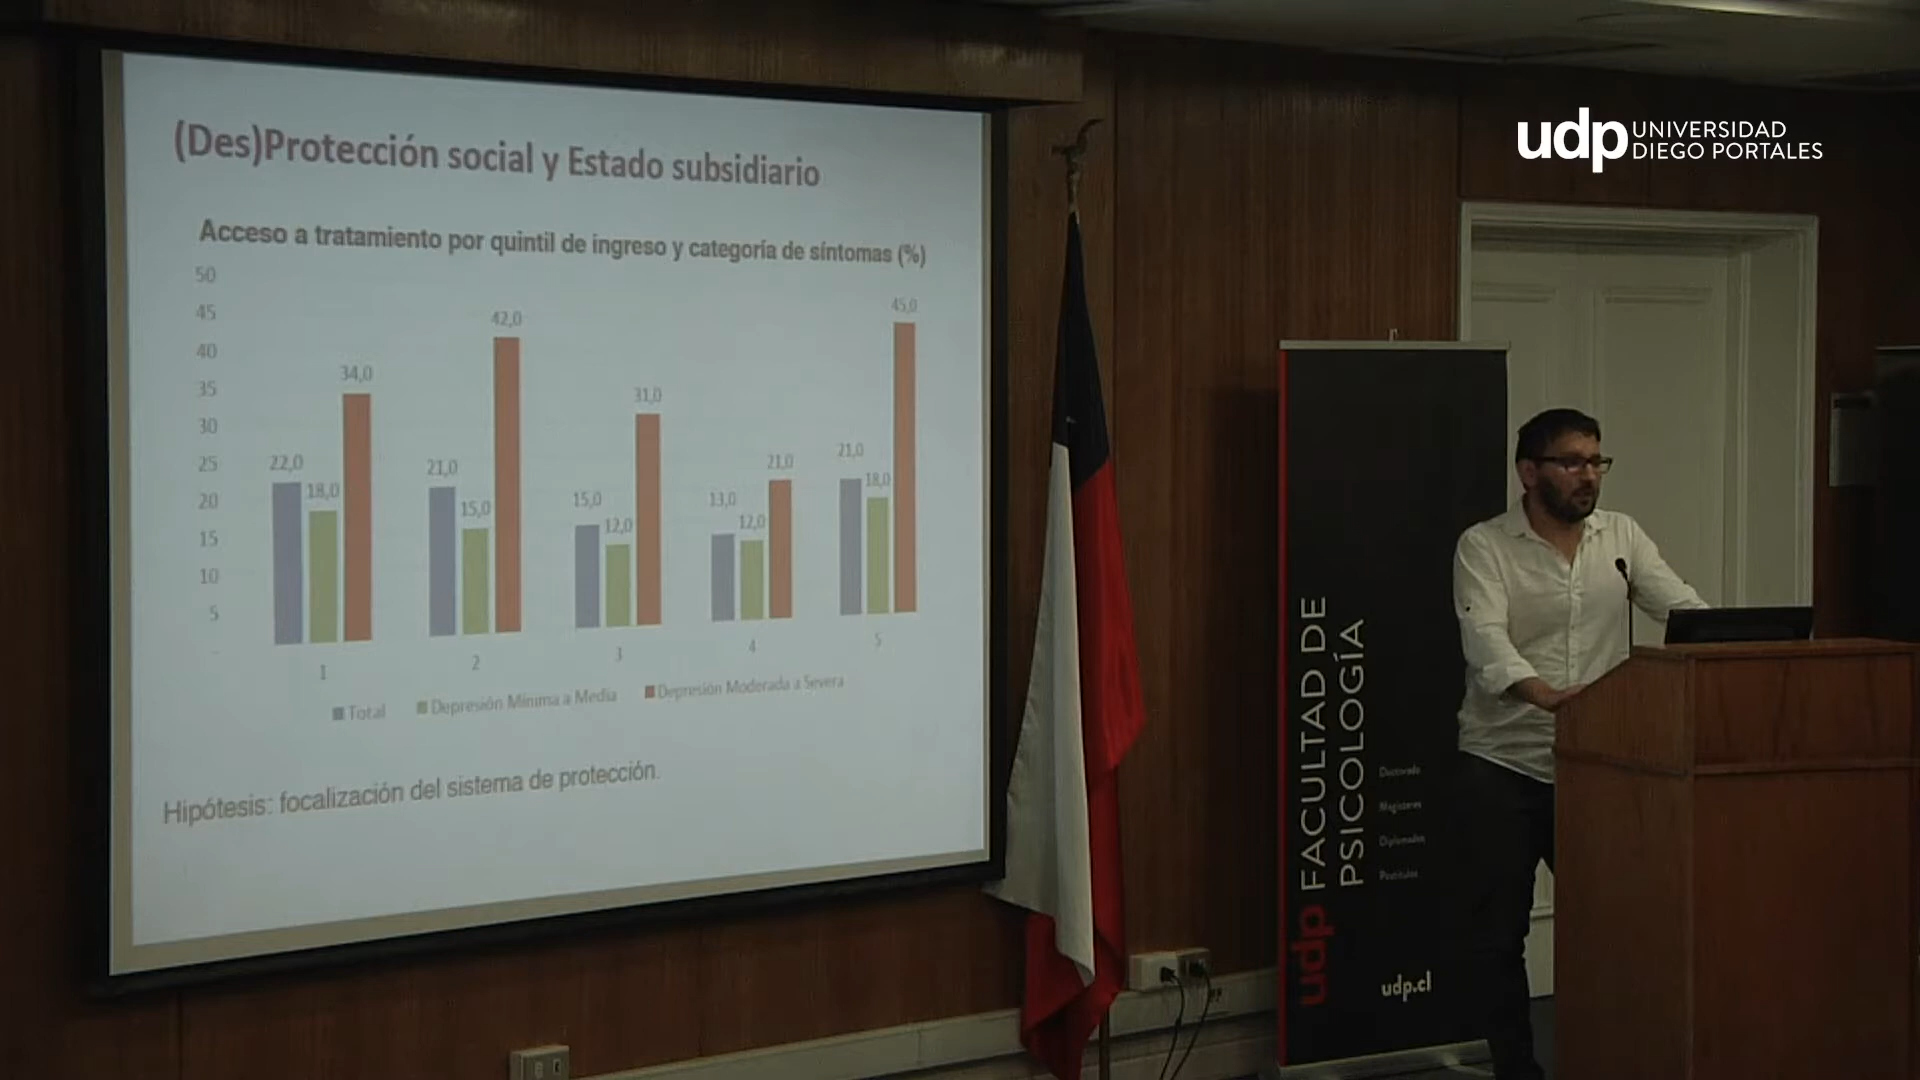 (Des)Protección social y Estado subsidiario
Acceso a tratamiento por quintil de ingreso y categoría de síntomas (%)
50
45
40
35
30
25
20
15
10
5
22,0
18,0
34,0
21,0
15,0
42,0
15,0
12,0
31,0
13,0
12,0
21,0
21,0
18,0
45,0
1
2
3
4
5
Total
Depresión Mínima a Media
Depresión Moderada a Severa
Hipótesis: focalización del sistema de protección.
udp UNIVERSIDAD
DIEGO PORTALES
udp FACULTAD DE
PSICOLOGÍA
Doctorado
Magísteres
Diplomados
Postítulos
udp.cl